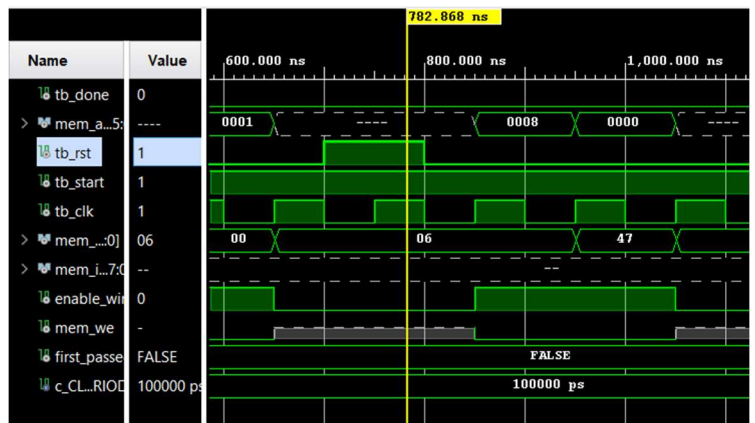 782.868 ns
Name Value 600.000 ns 800.000 ns 1,000.000 ns
tb_done 0
mem_a...5: ---- 0001 ---- 0008 0000 ----
tb_rst 1
tb_start 1
tb_clk 1
mem_...:0] 06 00 06 47
mem_i...7:0 -- --
enable_wi 0
mem_we -
first_passe FALSE FALSE
c_CL...RIOD 100000 ps 100000 ps